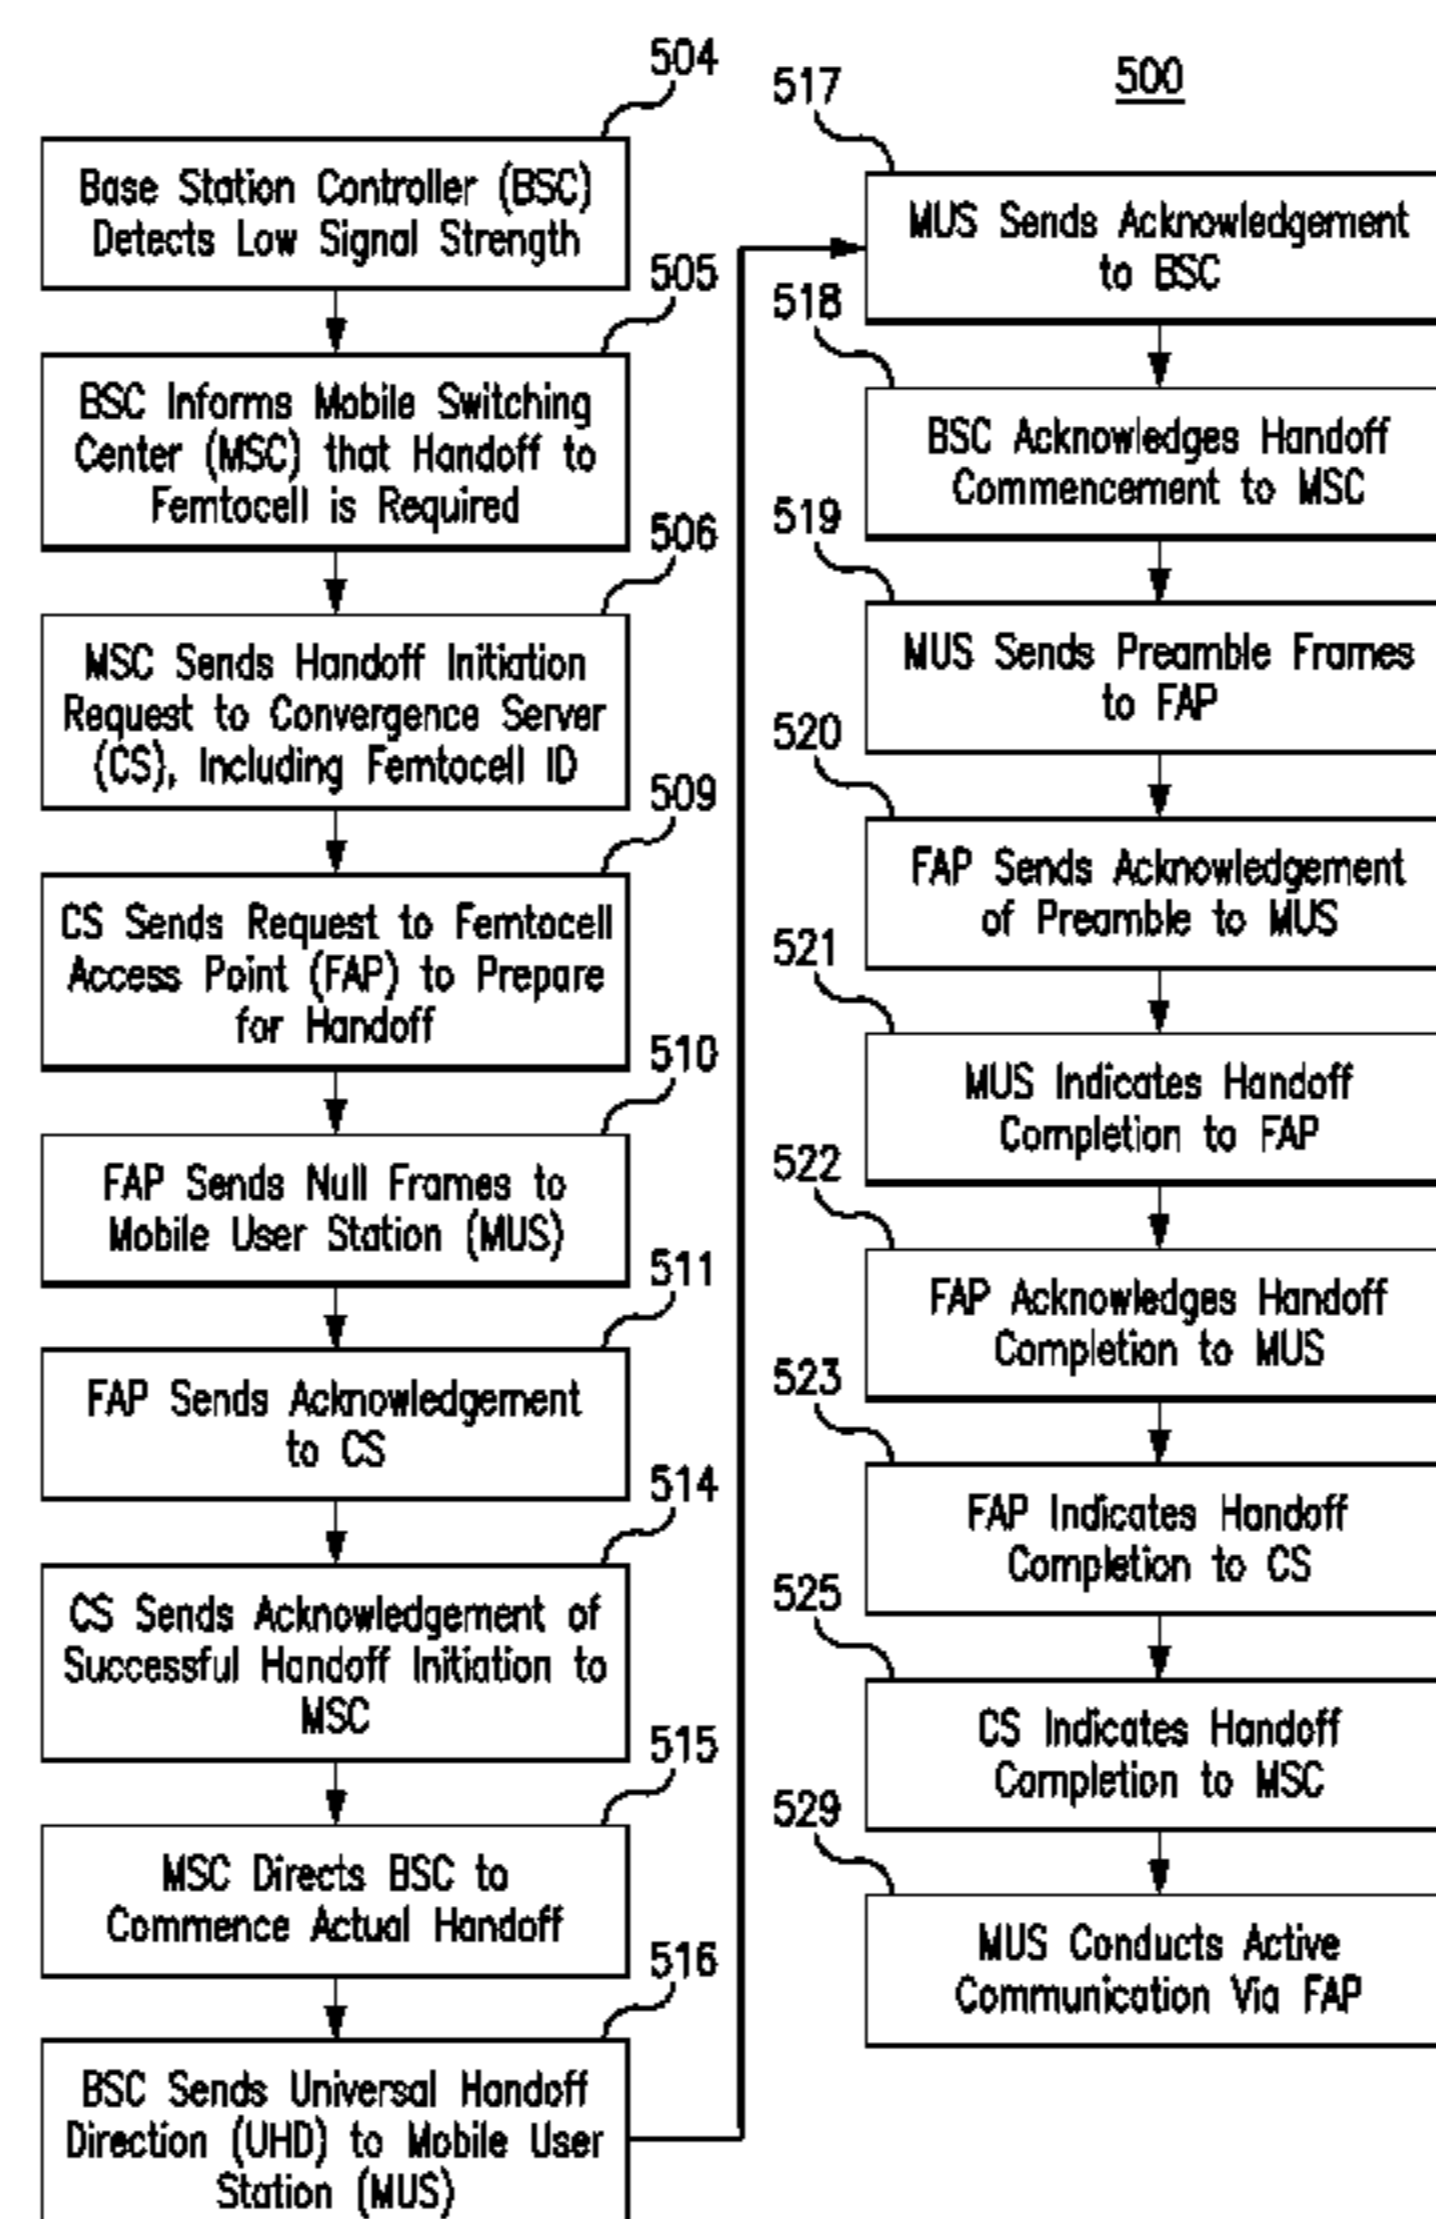 504
Base Station Controller (BSC)
Detects Low Signal Strength
505
BSC Informs Mobile Switching
Center (MSC) that Handoff to
Femtocell is Required
506
MSC Sends Handoff Initiation
Request to Convergence Server
(CS), Including Femtocell ID
509
CS Sends Request to Femtocell
Access Point (FAP) to Prepare
for Handoff
510
FAP Sends Null Frames to
Mobile User Station (MUS)
511
FAP Sends Acknowledgement
to CS
514
CS Sends Acknowledgement of
Successful Handoff Initiation to
MSC
515
MSC Directs BSC to
Commence Actual Handoff
516
BSC Sends Universal Handoff
Direction (UHD) to Mobile User
Station (MUS)
500
517
MUS Sends Acknowledgement
to BSC
518
BSC Acknowledges Handoff
Commencement to MSC
519
MUS Sends Preamble Frames
to FAP
520
FAP Sends Acknowledgement
of Preamble to MUS
521
MUS Indicates Handoff
Completion to FAP
522
FAP Acknowledges Handoff
Completion to MUS
523
FAP Indicates Handoff
Completion to CS
525
CS Indicates Handoff
Completion to MSC
529
MUS Conducts Active
Communication Via FAP